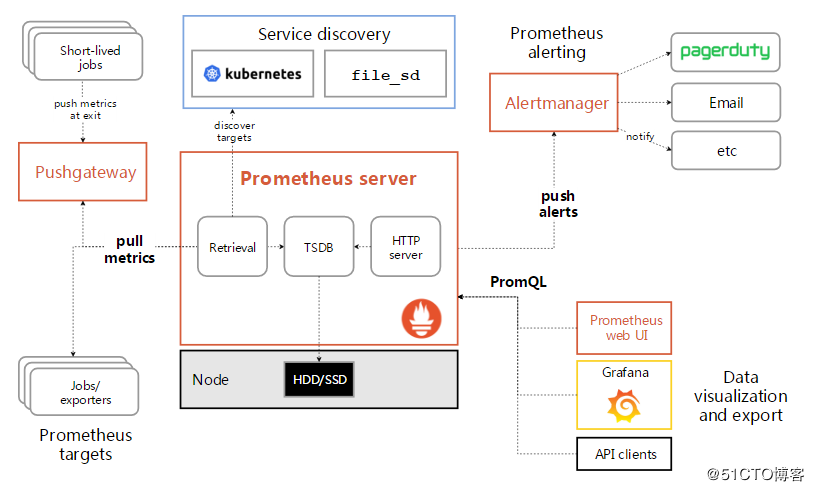 Short-lived
jobs
push metrics
at exit
Pushgateway
pull
metrics
Jobs/
exporters
Prometheus
targets
Service discovery
kubernetes
file_sd
discover
targets
Prometheus server
Retrieval
TSDB
HTTP
server
Node
HDD/SSD
Prometheus
alerting
Alertmanager
pagerduty
Email
notify
etc
push
alerts
PromQL
Prometheus
web UI
Grafana
API clients
Data
visualization
and export
@51CTO博客